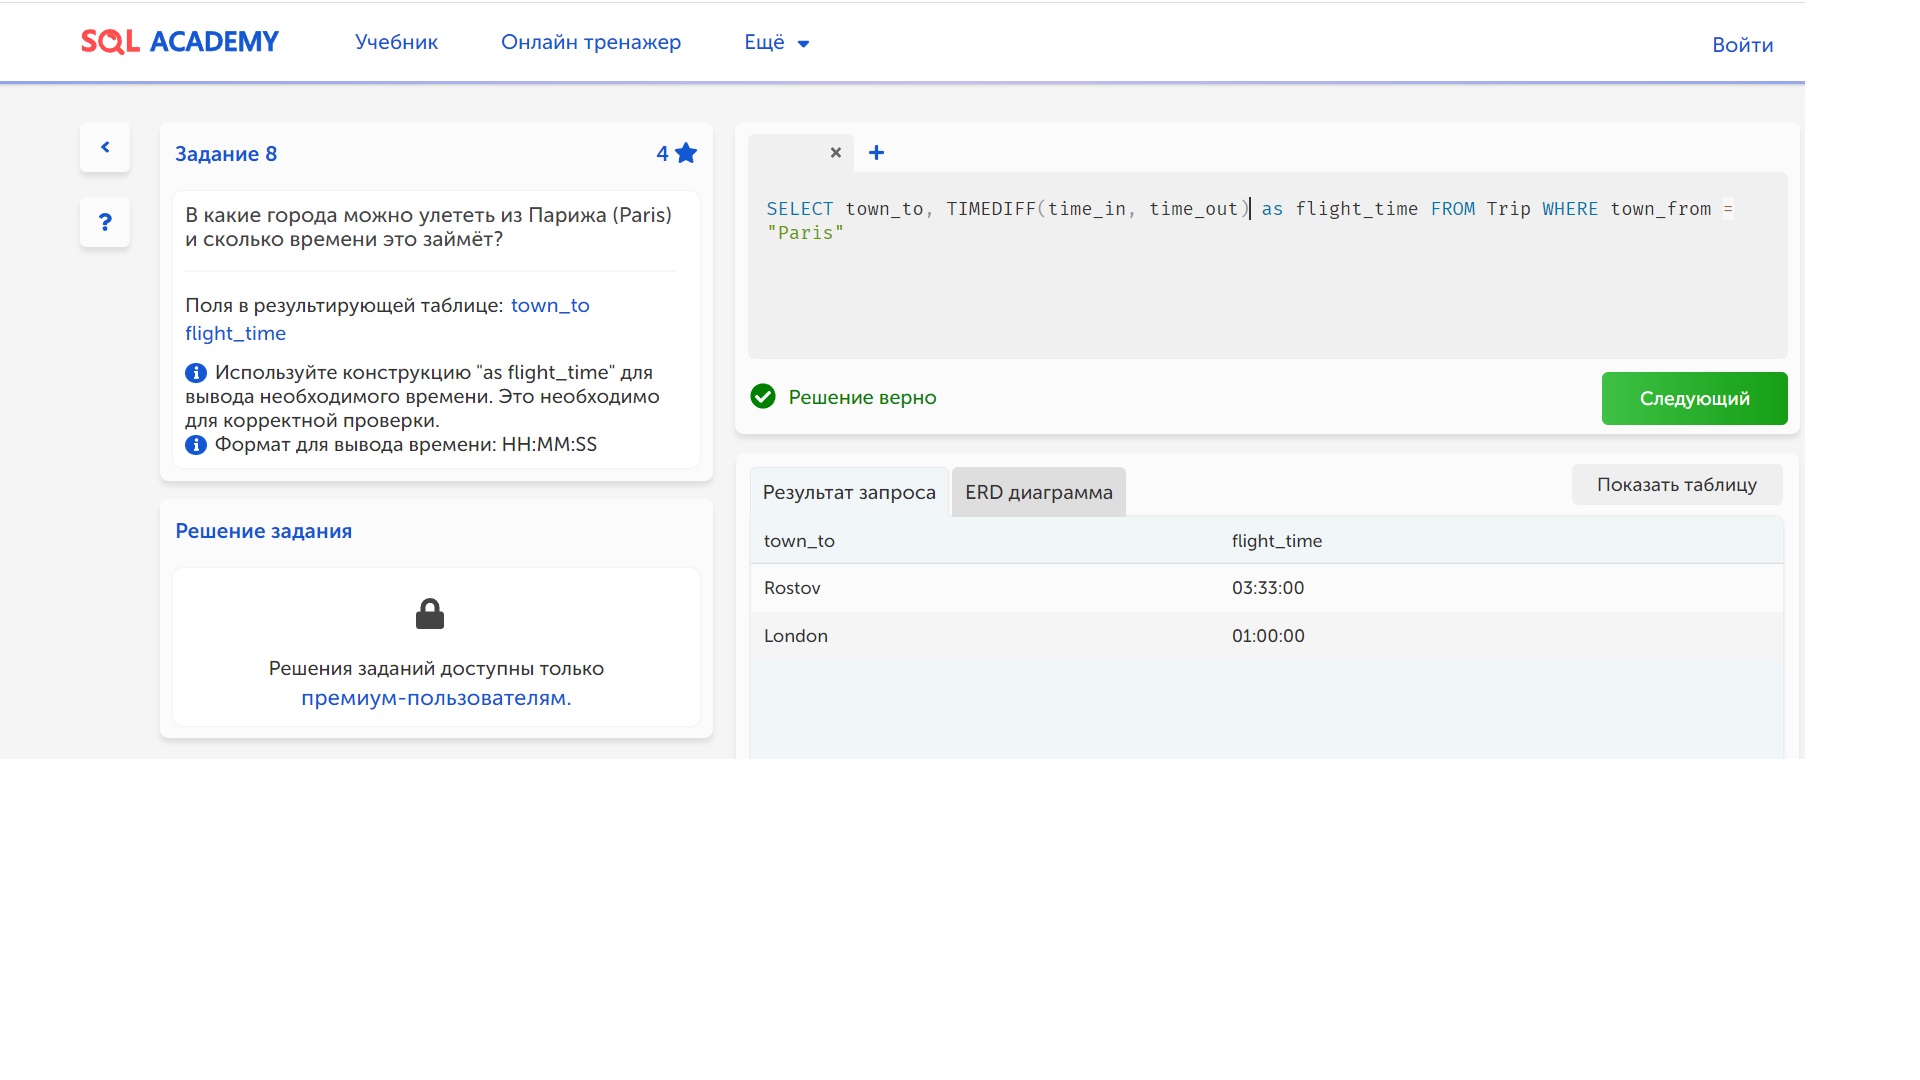 SQL ACADEMY
Учебник
Онлайн тренажер
Ещё
Войти
Задание 8
4
В какие города можно улететь из Парижа (Paris)
и сколько времени это займёт?
Поля в результирующей таблице: town_to
flight_time
Используйте конструкцию "as flight_time" для
вывода необходимого времени. Это необходимо
для корректной проверки.
Формат для вывода времени: HH:MM:SS
Решение задания
Решения заданий доступны только
премиум-пользователям.
SELECT town_to, TIMEDIFF(time_in, time_out) as flight_time FROM Trip WHERE town_from =
"Paris"
Решение верно
Следующий
Результат запроса
ERD диаграмма
Показать таблицу
town_to flight_time
Rostov 03:33:00
London 01:00:00